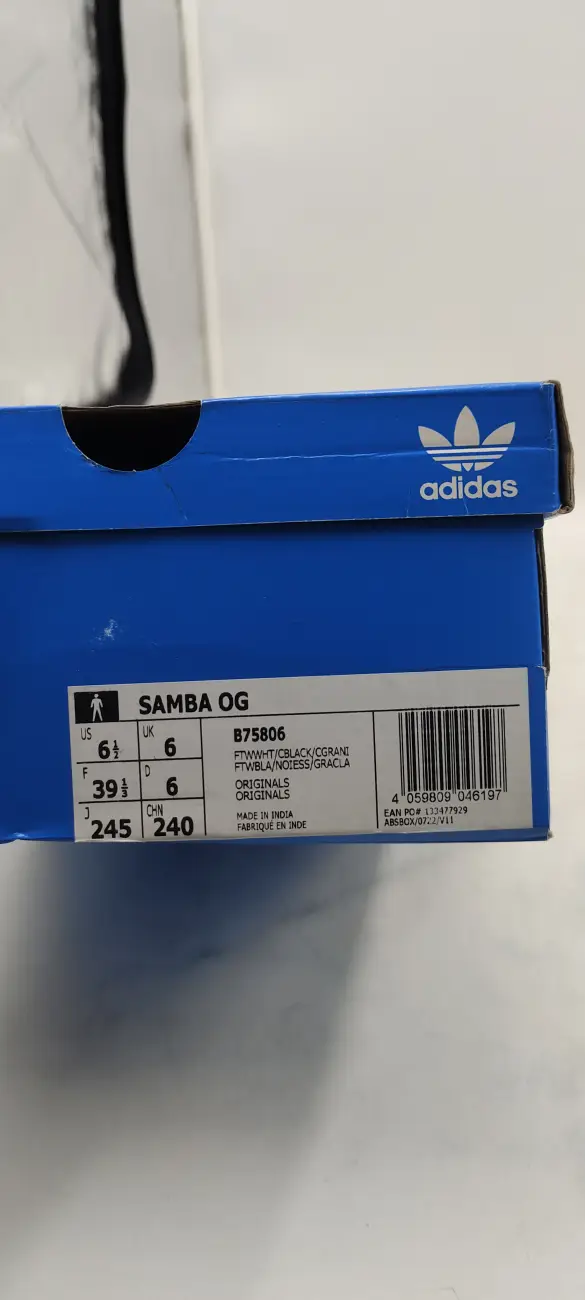 adidas
SAMBA OG
US
6½
UK
6
F
39⅓
D
6
J
245
CHN
240
B75806
FTWWHT/CBLACK/CGRANI
FTWBLA/NOIESS/GRACLA
ORIGINALS
ORIGINALS
MADE IN INDIA
FABRIQUÉ EN INDE
4 059809 046197
EAN PO# 133477929
ABSBOX/0722/V11